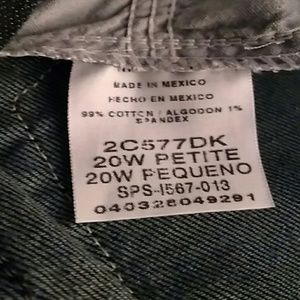 MADE IN MEXICO
HECHO EN MEXICO
99% COTTON / ALGODON 1%
SPANDEX
2C577DK
20W PETITE
20W PEQUENO
SPS-I567-013
040328049291